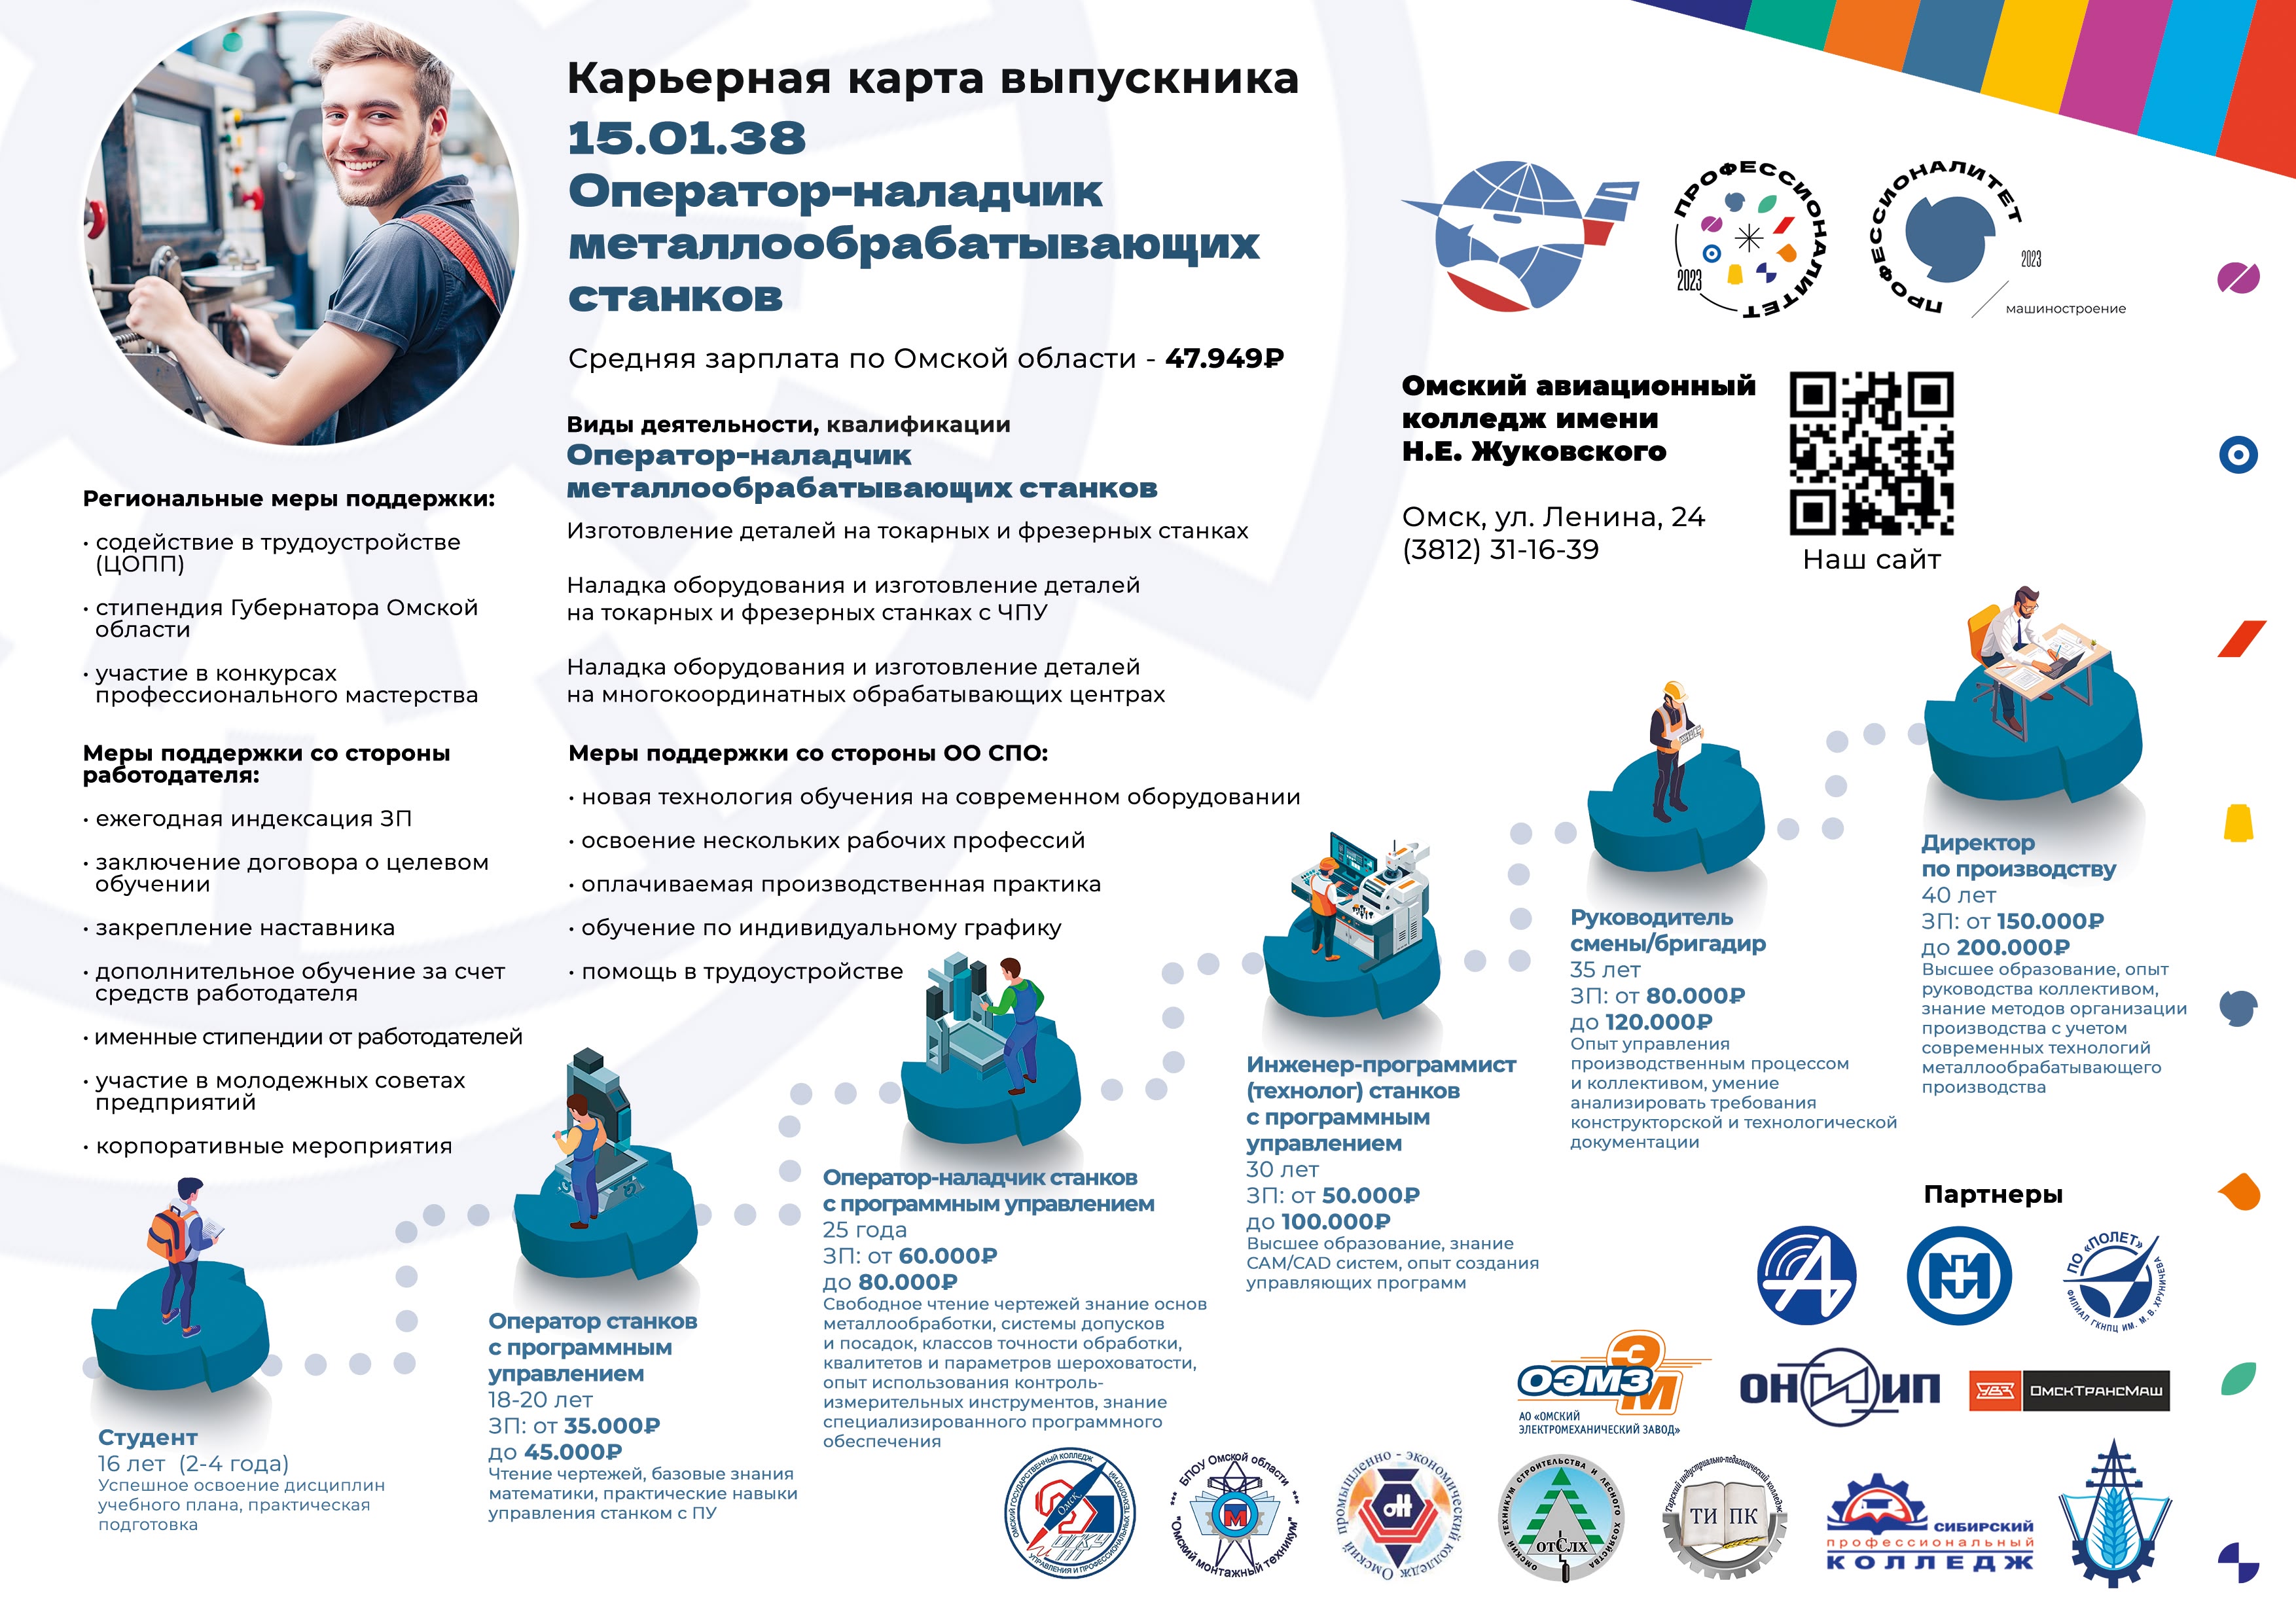 Карьерная карта выпускника
15.01.38
Оператор-наладчик
металлообрабатывающих
станков
Средняя зарплата по Омской области - 47.949₽
Виды деятельности, квалификации
Оператор-наладчик
металлообрабатывающих станков
Изготовление деталей на токарных и фрезерных станках
Наладка оборудования и изготовление деталей
на токарных и фрезерных станках с ЧПУ
Наладка оборудования и изготовление деталей
на многокоординатных обрабатывающих центрах
Меры поддержки со стороны ОО СПО:
• новая технология обучения на современном оборудовании
• освоение нескольких рабочих профессий
• оплачиваемая производственная практика
• обучение по индивидуальному графику
• помощь в трудоустройстве
Региональные меры поддержки:
• содействие в трудоустройстве
(ЦОПП)
• стипендия Губернатора Омской
области
• участие в конкурсах
профессионального мастерства
Меры поддержки со стороны
работодателя:
• ежегодная индексация ЗП
• заключение договора о целевом
обучении
• закрепление наставника
• дополнительное обучение за счет
средств работодателя
• именные стипендии от работодателей
• участие в молодежных советах
предприятий
• корпоративные мероприятия
ПРОФЕССИОНАЛИТЕТ
2023
ПРОФЕССИОНАЛИТЕТ
2023
машиностроение
Омский авиационный
колледж имени
Н.Е. Жуковского
Омск, ул. Ленина, 24
(3812) 31-16-39
Наш сайт
Студент
16 лет (2-4 года)
Успешное освоение дисциплин
учебного плана, практическая
подготовка
Оператор станков
с программным
управлением
18-20 лет
ЗП: от 35.000₽
до 45.000₽
Чтение чертежей, базовые знания
математики, практические навыки
управления станком с ПУ
Оператор-наладчик станков
с программным управлением
25 года
ЗП: от 60.000₽
до 80.000₽
Свободное чтение чертежей знание основ
металлообработки, системы допусков
и посадок, классов точности обработки,
квалитетов и параметров шероховатости,
опыт использования контроль-
измерительных инструментов, знание
специализированного программного
обеспечения
Инженер-программист
(технолог) станков
с программным
управлением
30 лет
ЗП: от 50.000₽
до 100.000₽
Высшее образование, знание
CAM/CAD систем, опыт создания
управляющих программ
Руководитель
смены/бригадир
35 лет
ЗП: от 80.000₽
до 120.000₽
Опыт управления
производственным процессом
и коллективом, умение
анализировать требования
конструкторской и технологической
документации
Директор
по производству
40 лет
ЗП: от 150.000₽
до 200.000₽
Высшее образование, опыт
руководства коллективом,
знание методов организации
производства с учетом
современных технологий
металлообрабатывающего
производства
Партнеры
ПО «ПОЛЕТ»
ФИЛИАЛ ГКНПЦ ИМ. М. В. ХРУНИЧЕВА
ОЭМЗ
ЭМ
АО «ОМСКИЙ
ЭЛЕКТРОМЕХАНИЧЕСКИЙ ЗАВОД»
ОНИИП
УВЗ ОМСКТРАНСМАШ
ОМСКИЙ ГОСУДАРСТВЕННЫЙ КОЛЛЕДЖ
УПРАВЛЕНИЯ И ПРОФЕССИОНАЛЬНЫХ ТЕХНОЛОГИЙ
Омск
БПОУ Омской области
М
"Омский монтажный техникум"
Омский промышленно - экономический колледж
ОМСКИЙ ТЕХНИКУМ СТРОИТЕЛЬСТВА И ЛЕСНОГО ХОЗЯЙСТВА
отСлх
Тарский индустриально-педагогический колледж
ТИ ПК
СИБИРСКИЙ
профессиональный
КОЛЛЕДЖ